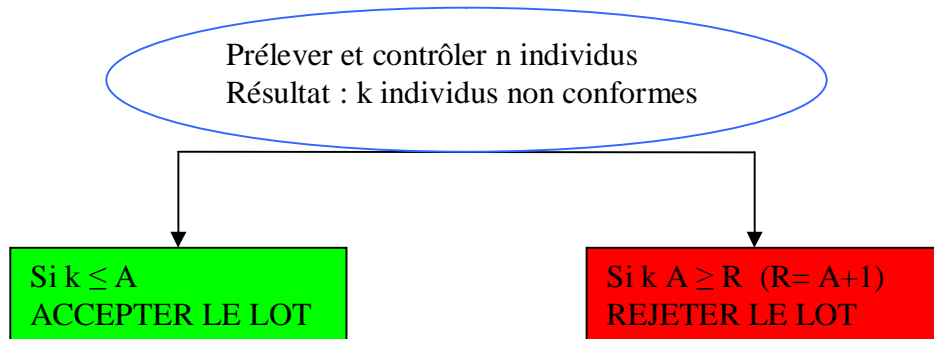 Prélever et contrôler n individus
Résultat : k individus non conformes
Si k ≤ A
ACCEPTER LE LOT
Si k A ≥ R (R= A+1)
REJETER LE LOT